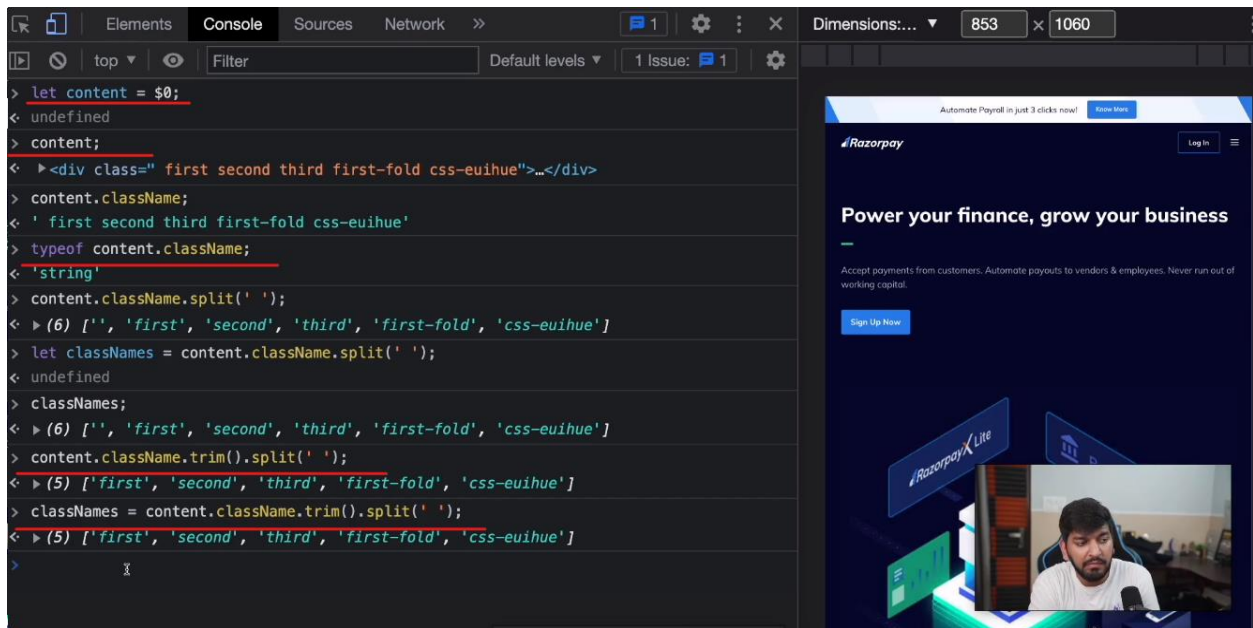 Elements Console Sources Network » 1
top ▼ Filter Default levels ▼ 1 Issue: 1
> let content = $0;
undefined
> content;
▶<div class=" first second third first-fold css-euihue">…</div>
> content.className;
' first second third first-fold css-euihue'
> typeof content.className;
'string'
> content.className.split(' ');
▶ (6) ['', 'first', 'second', 'third', 'first-fold', 'css-euihue']
> let classNames = content.className.split(' ');
undefined
> classNames;
▶ (6) ['', 'first', 'second', 'third', 'first-fold', 'css-euihue']
> content.className.trim().split(' ');
▶ (5) ['first', 'second', 'third', 'first-fold', 'css-euihue']
> classNames = content.className.trim().split(' ');
▶ (5) ['first', 'second', 'third', 'first-fold', 'css-euihue']
>
Dimensions:... ▼ 853 × 1060
Automate Payroll in just 3 clicks now! Know More
Razorpay Log In
Power your finance, grow your business
Accept payments from customers. Automate payouts to vendors & employees. Never run out of
working capital.
Sign Up Now
RazorpayX Lite